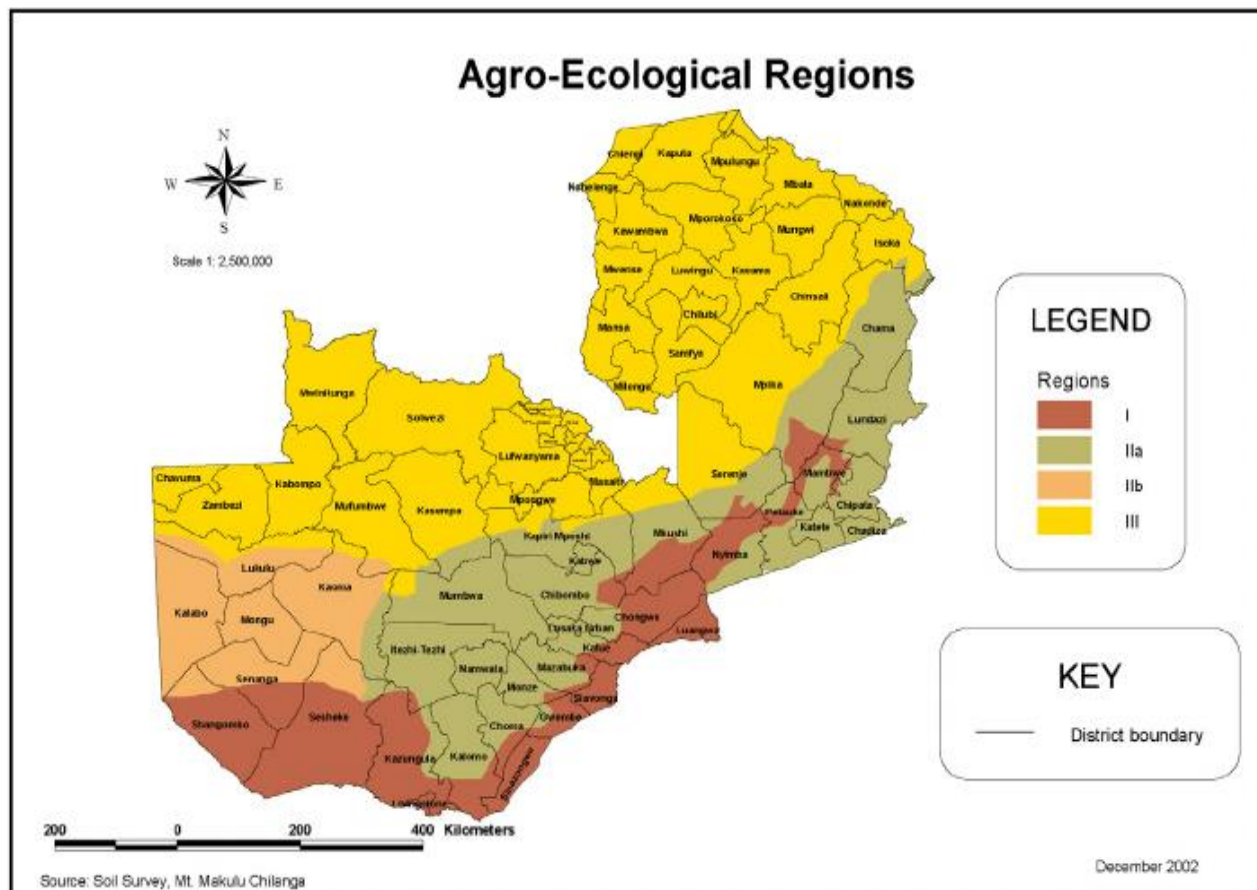 Agro-Ecological Regions
N
W E
S
Scale 1: 2,500,000
Chiengi
Kaputa
Mpulungu
Mbala
Nakonde
Isoka
Mporokoso
Mungwi
Kawambwa
Mwense
Luwingu
Kasama
Chinsali
Chilubi
Mansa
Samfya
Milenge
Mpika
Chama
Lundazi
Mwinilunga
Solwezi
Lufwanyama
Masaiti
Mpongwe
Serenje
Mambwe
Chipata
Petauke
Katete
Chadiza
Chavuma
Zambezi
Kabompo
Mufumbwe
Kasempa
Kapiri Mposhi
Mkushi
Kabwe
Nyimba
Lukulu
Kaoma
Kalabo
Mongu
Mumbwa
Chibombo
Chongwe
Luangwa
Lusaka Urban
Kafue
Itezhi-Tezhi
Namwala
Mazabuka
Monze
Siavonga
Gwembe
Senanga
Shangombo
Sesheke
Choma
Kalomo
Kazungula
Sinazongwe
Livingstone
LEGEND
Regions
I
IIa
IIb
III
KEY
District boundary
200 0 200 400 Kilometers
Source: Soil Survey, Mt. Makulu Chilanga
December 2002